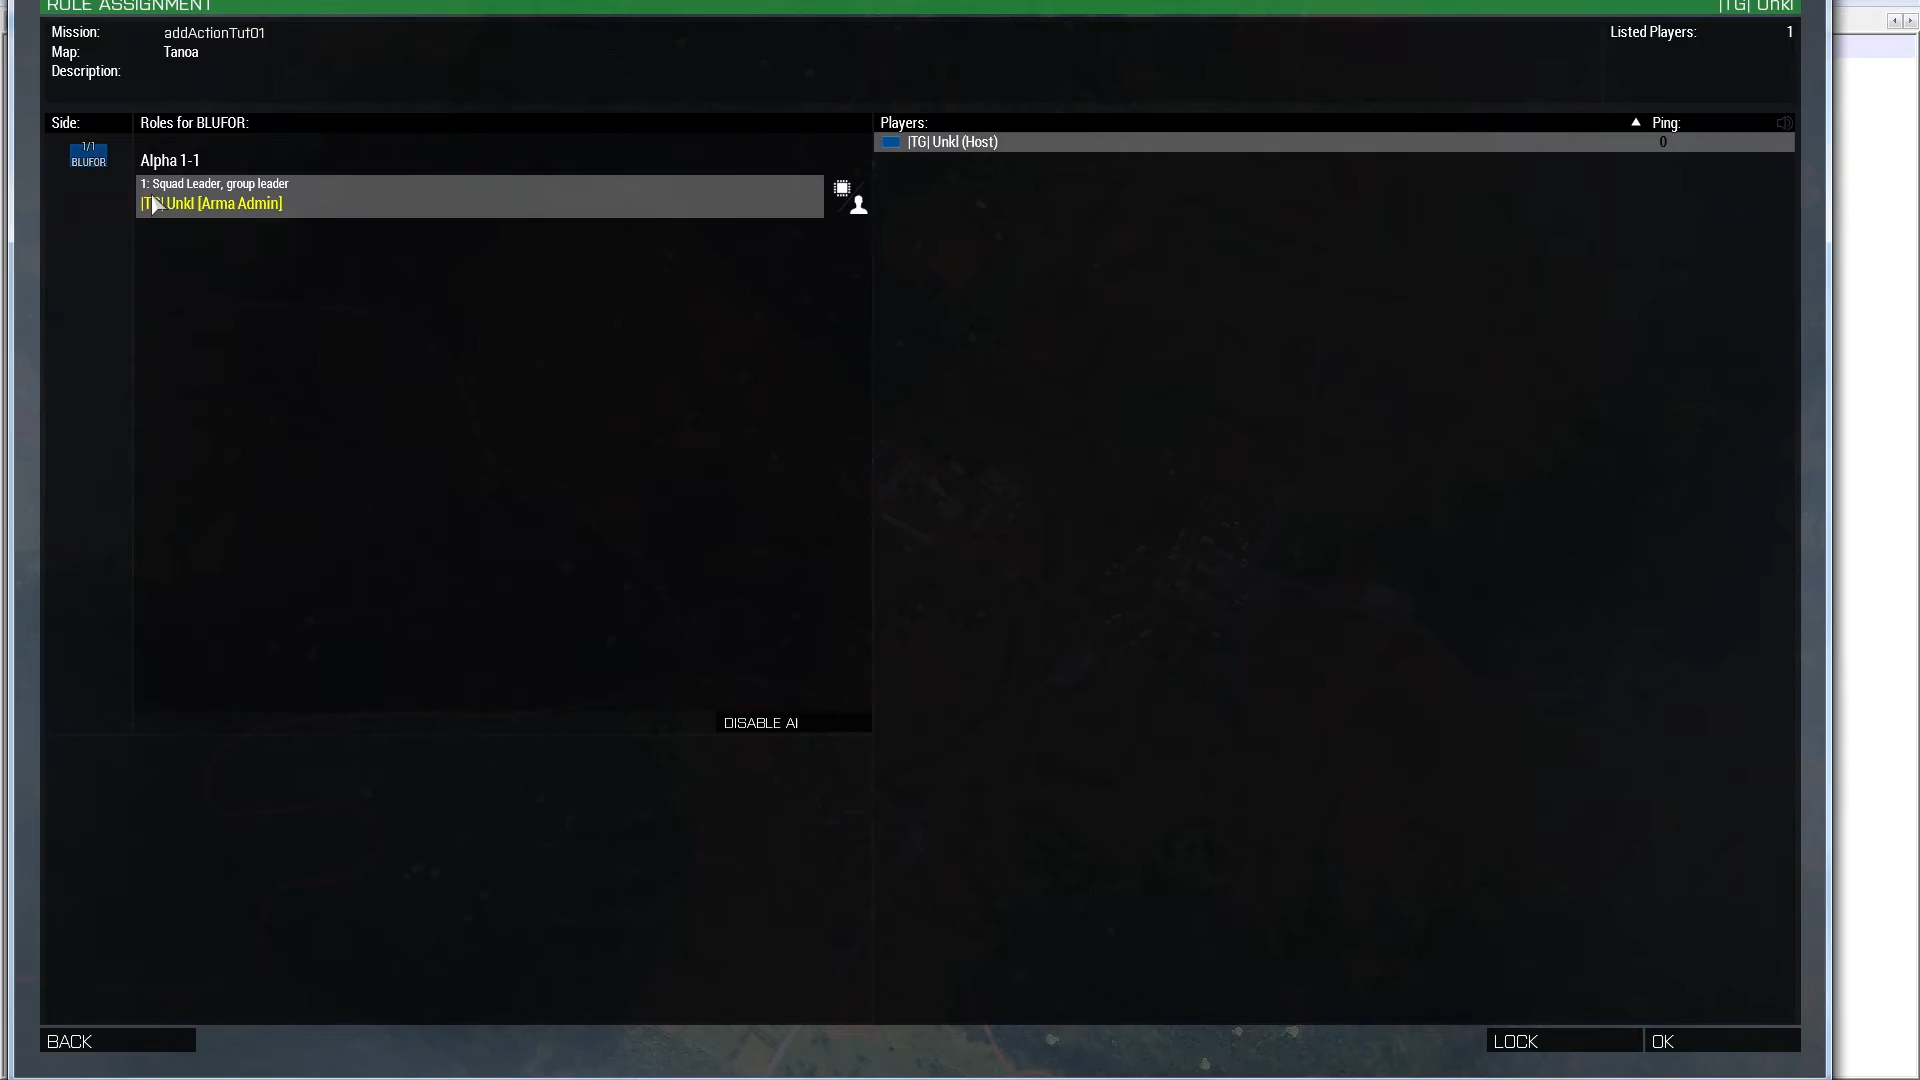 ROLE ASSIGNMENT
|TG| Unkl
Mission: addActionTut01
Listed Players: 1
Map: Tanoa
Description:
Side:
Roles for BLUFOR:
Players:
Ping:
1/1
BLUFOR
|TG| Unkl (Host) 0
Alpha 1-1
1: Squad Leader, group leader
|TG| Unkl [Arma Admin]
DISABLE AI
BACK
LOCK
OK